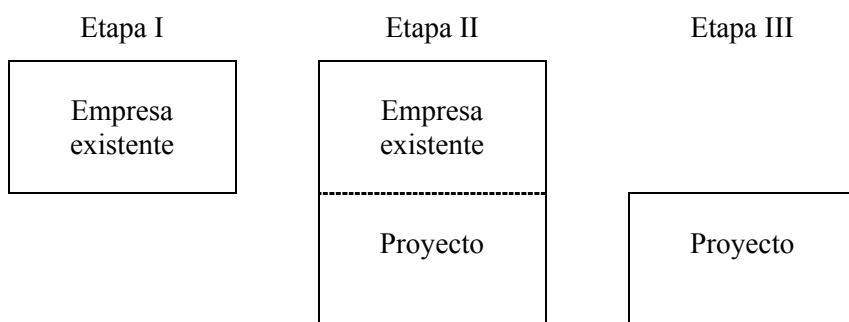 Etapa I
Etapa II
Etapa III
Empresa
existente
Empresa
existente
Proyecto
Proyecto